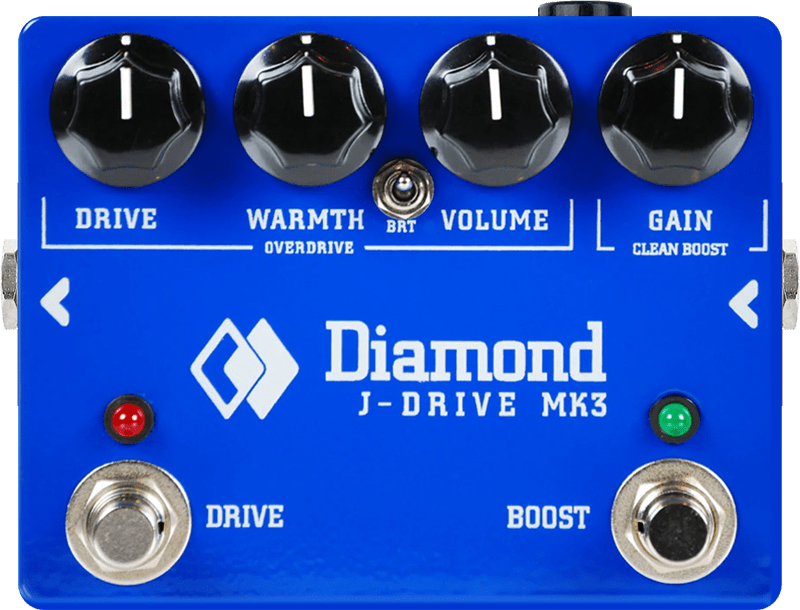 DRIVE WARMTH BRT VOLUME GAIN
OVERDRIVE CLEAN BOOST
Diamond
J-DRIVE MK3
DRIVE BOOST